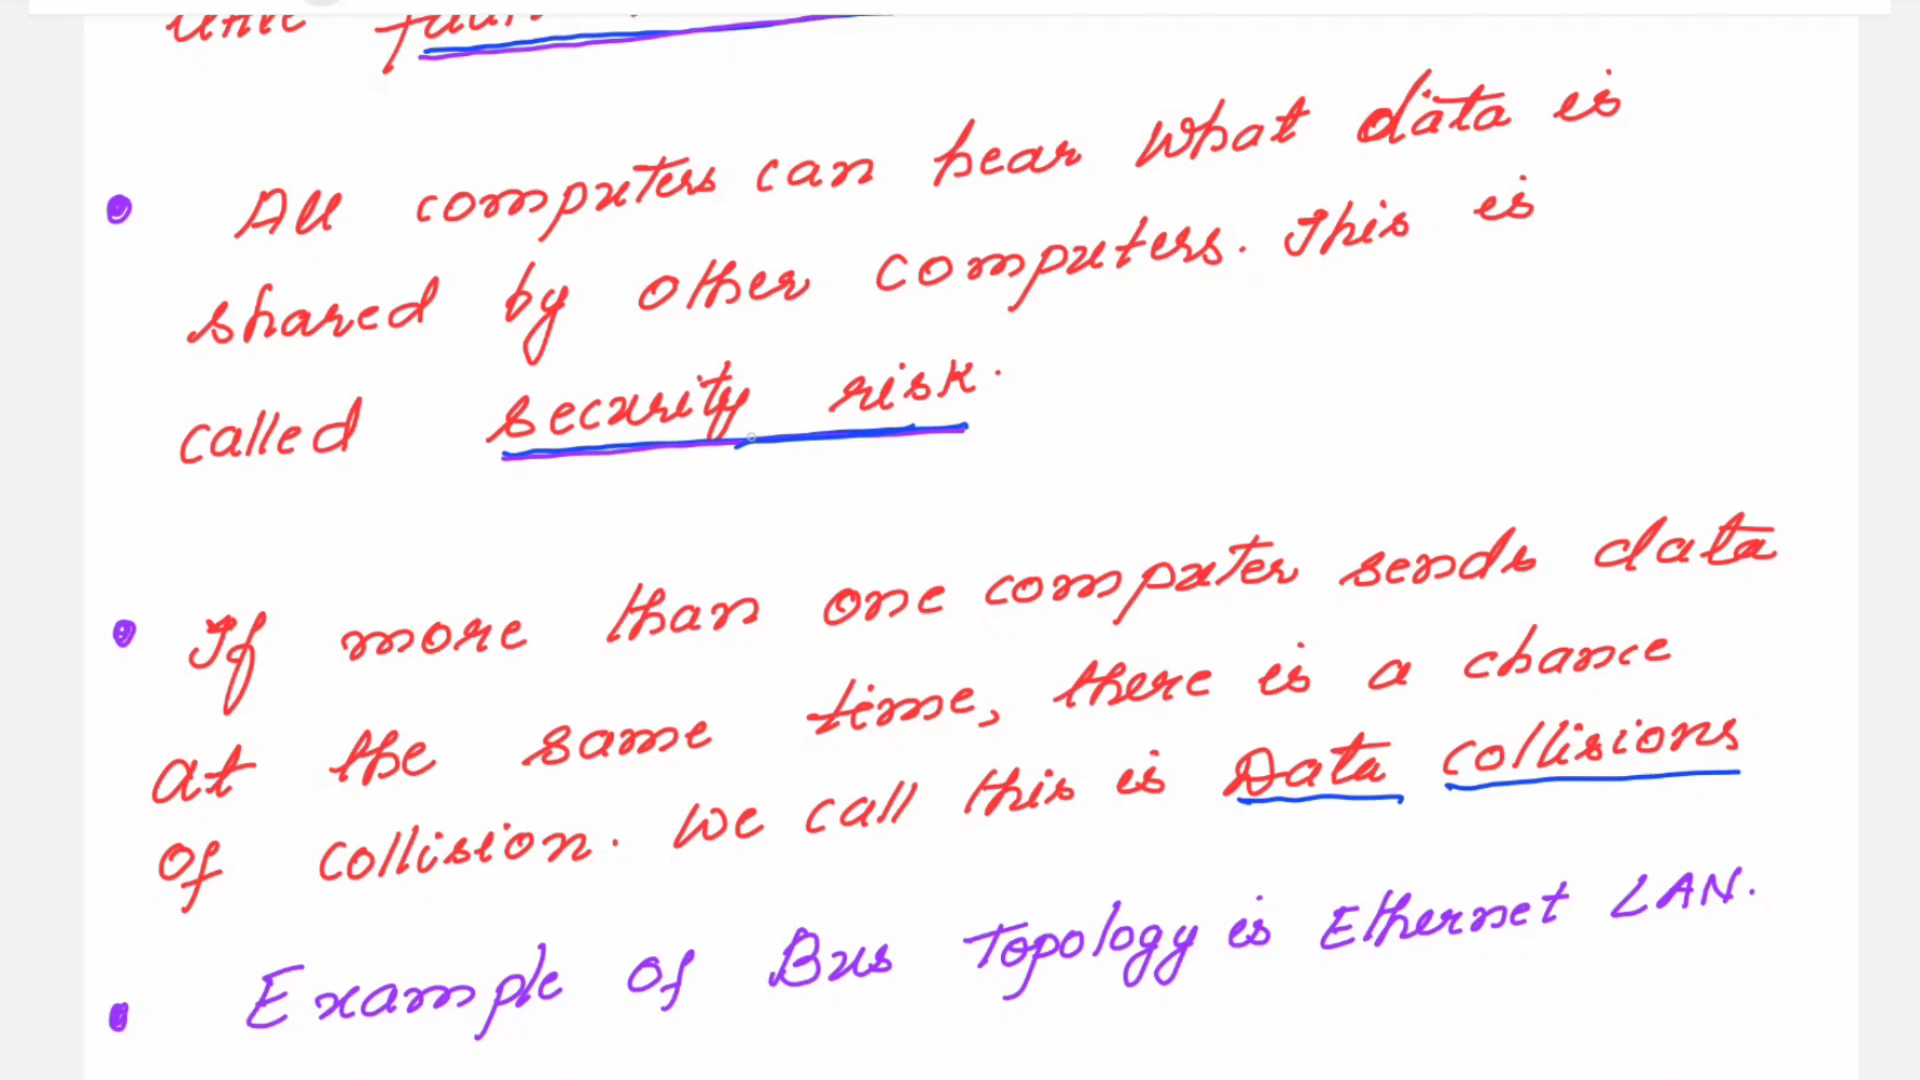 All computers can hear What data is
shared by other computers. This is
called security risk.
If more than one computer sends data
at the same time, there is a chance
of collision. We call this is Data collisions
Example of Bus Topology is Ethernet LAN.